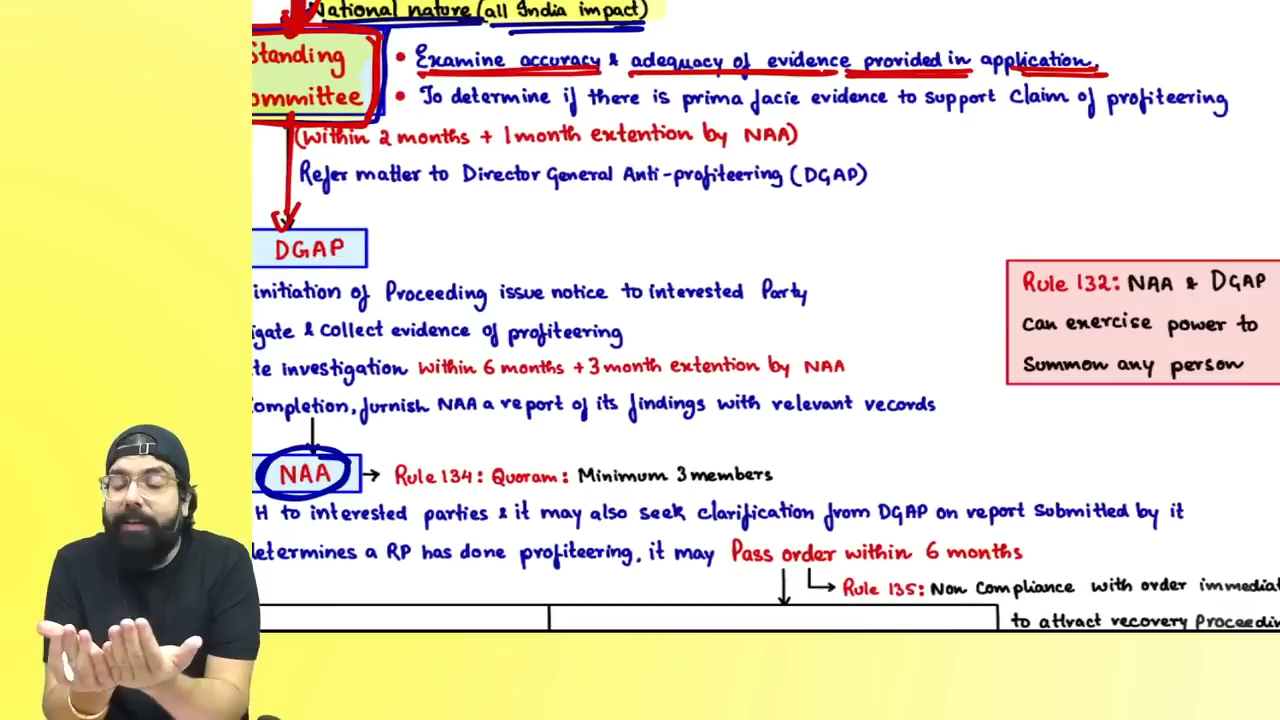 National nature (all India impact)
Standing
ommittee
• Examine accuracy & adequacy of evidence provided in application.
• To determine if there is prima facie evidence to support claim of profiteering
(within 2 months + 1 month extention by NAA)
Refer matter to Director General Anti-profiteering (DGAP)
DGAP
initiation of Proceeding issue notice to interested Party
igate & collect evidence of profiteering
te investigation within 6 months + 3 month extention by NAA
ompletion, furnish NAA a report of its findings with relevant records
Rule 132: NAA & DGAP
can exercise power to
Summon any person
NAA → Rule 134: Quoram: Minimum 3 members
H to interested parties & it may also seek clarification from DGAP on report submitted by it
determines a RP has done profiteering, it may Pass order within 6 months
Rule 135: Non Compliance with order immediat
to attract recovery Proceedin